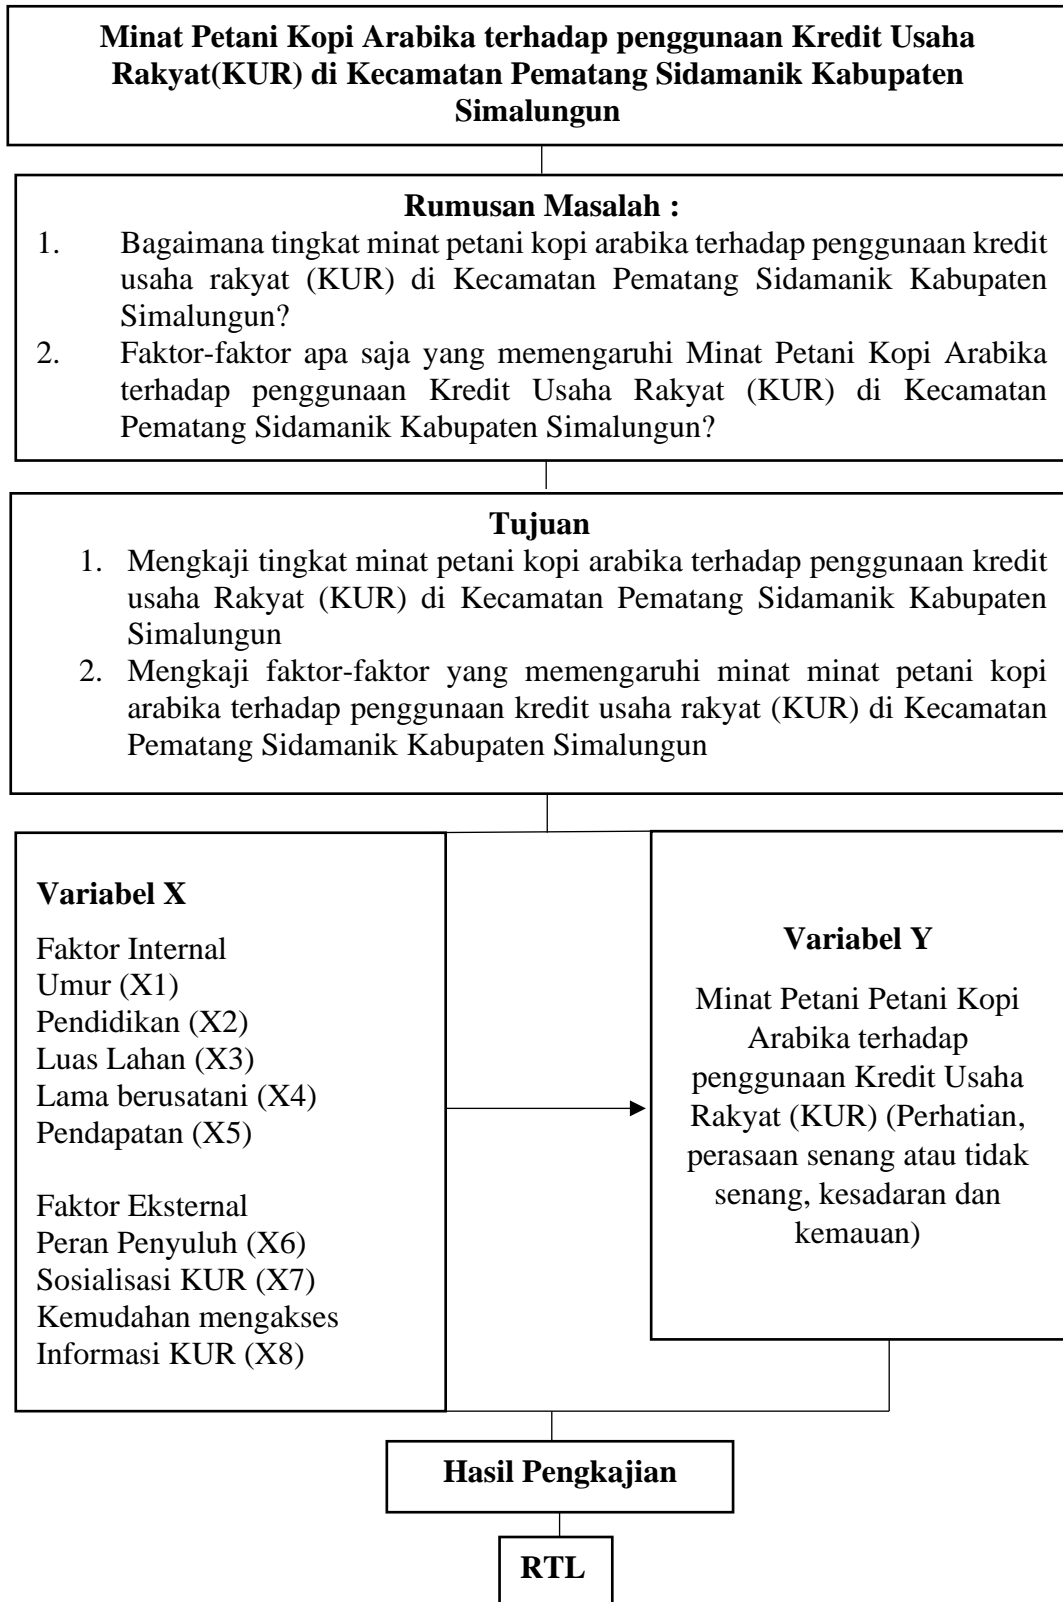 Minat Petani Kopi Arabika terhadap penggunaan Kredit Usaha
Rakyat(KUR) di Kecamatan Pematang Sidamanik Kabupaten
Simalungun
Rumusan Masalah :
1. Bagaimana tingkat minat petani kopi arabika terhadap penggunaan kredit
usaha rakyat (KUR) di Kecamatan Pematang Sidamanik Kabupaten
Simalungun?
2. Faktor-faktor apa saja yang memengaruhi Minat Petani Kopi Arabika
terhadap penggunaan Kredit Usaha Rakyat (KUR) di Kecamatan
Pematang Sidamanik Kabupaten Simalungun?
Tujuan
1. Mengkaji tingkat minat petani kopi arabika terhadap penggunaan kredit
usaha Rakyat (KUR) di Kecamatan Pematang Sidamanik Kabupaten
Simalungun
2. Mengkaji faktor-faktor yang memengaruhi minat minat petani kopi
arabika terhadap penggunaan kredit usaha rakyat (KUR) di Kecamatan
Pematang Sidamanik Kabupaten Simalungun
Variabel X
Faktor Internal
Umur (X1)
Pendidikan (X2)
Luas Lahan (X3)
Lama berusatani (X4)
Pendapatan (X5)
Faktor Eksternal
Peran Penyuluh (X6)
Sosialisasi KUR (X7)
Kemudahan mengakses
Informasi KUR (X8)
Variabel Y
Minat Petani Petani Kopi
Arabika terhadap
penggunaan Kredit Usaha
Rakyat (KUR) (Perhatian,
perasaan senang atau tidak
senang, kesadaran dan
kemauan)
Hasil Pengkajian
RTL